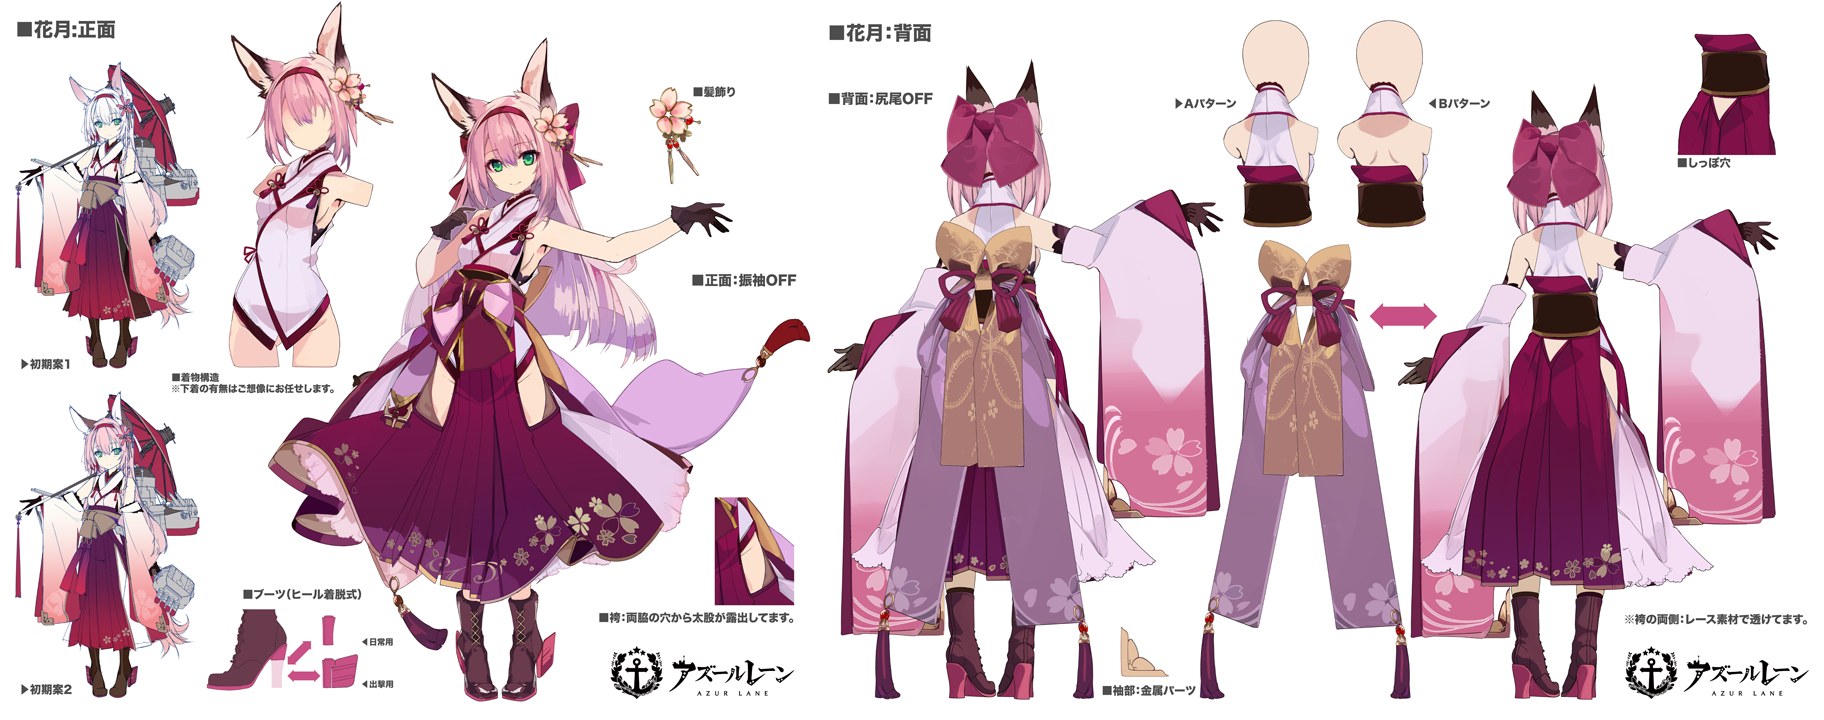 ■花月:正面
▶初期案1
▶初期案2
■着物構造
※下着の有無はご想像にお任せします。
■髪飾り
■正面:振袖OFF
■ブーツ(ヒール着脱式)
◀日常用
◀出撃用
■袴:両脇の穴から太股が露出してます。
アズールレーン
AZUR LANE
■花月:背面
■背面:尻尾OFF
▶Aパターン
◀Bパターン
■しっぽ穴
■袖部:金属パーツ
※袴の両側:レース素材で透けてます。
アズールレーン
AZUR LANE